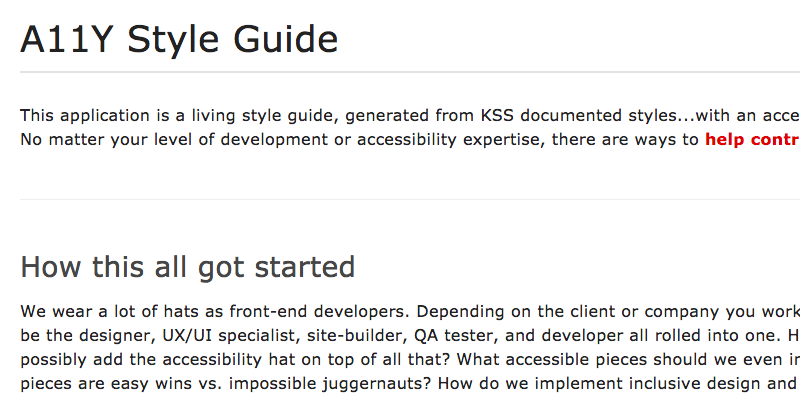 A11Y Style Guide
This application is a living style guide, generated from KSS documented styles...with an acce
No matter your level of development or accessibility expertise, there are ways to help contr
How this all got started
We wear a lot of hats as front-end developers. Depending on the client or company you work
be the designer, UX/UI specialist, site-builder, QA tester, and developer all rolled into one. H
possibly add the accessibility hat on top of all that? What accessible pieces should we even in
pieces are easy wins vs. impossible juggernauts? How do we implement inclusive design and